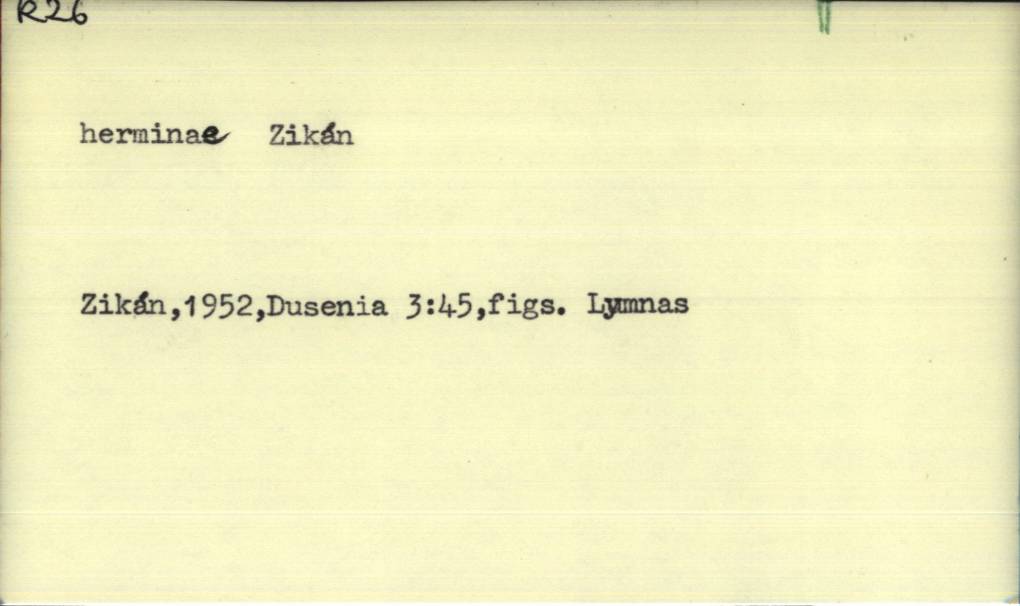 R26
herminae Zikán
Zikán,1952,Dusenia 3:45,figs. Lymnas